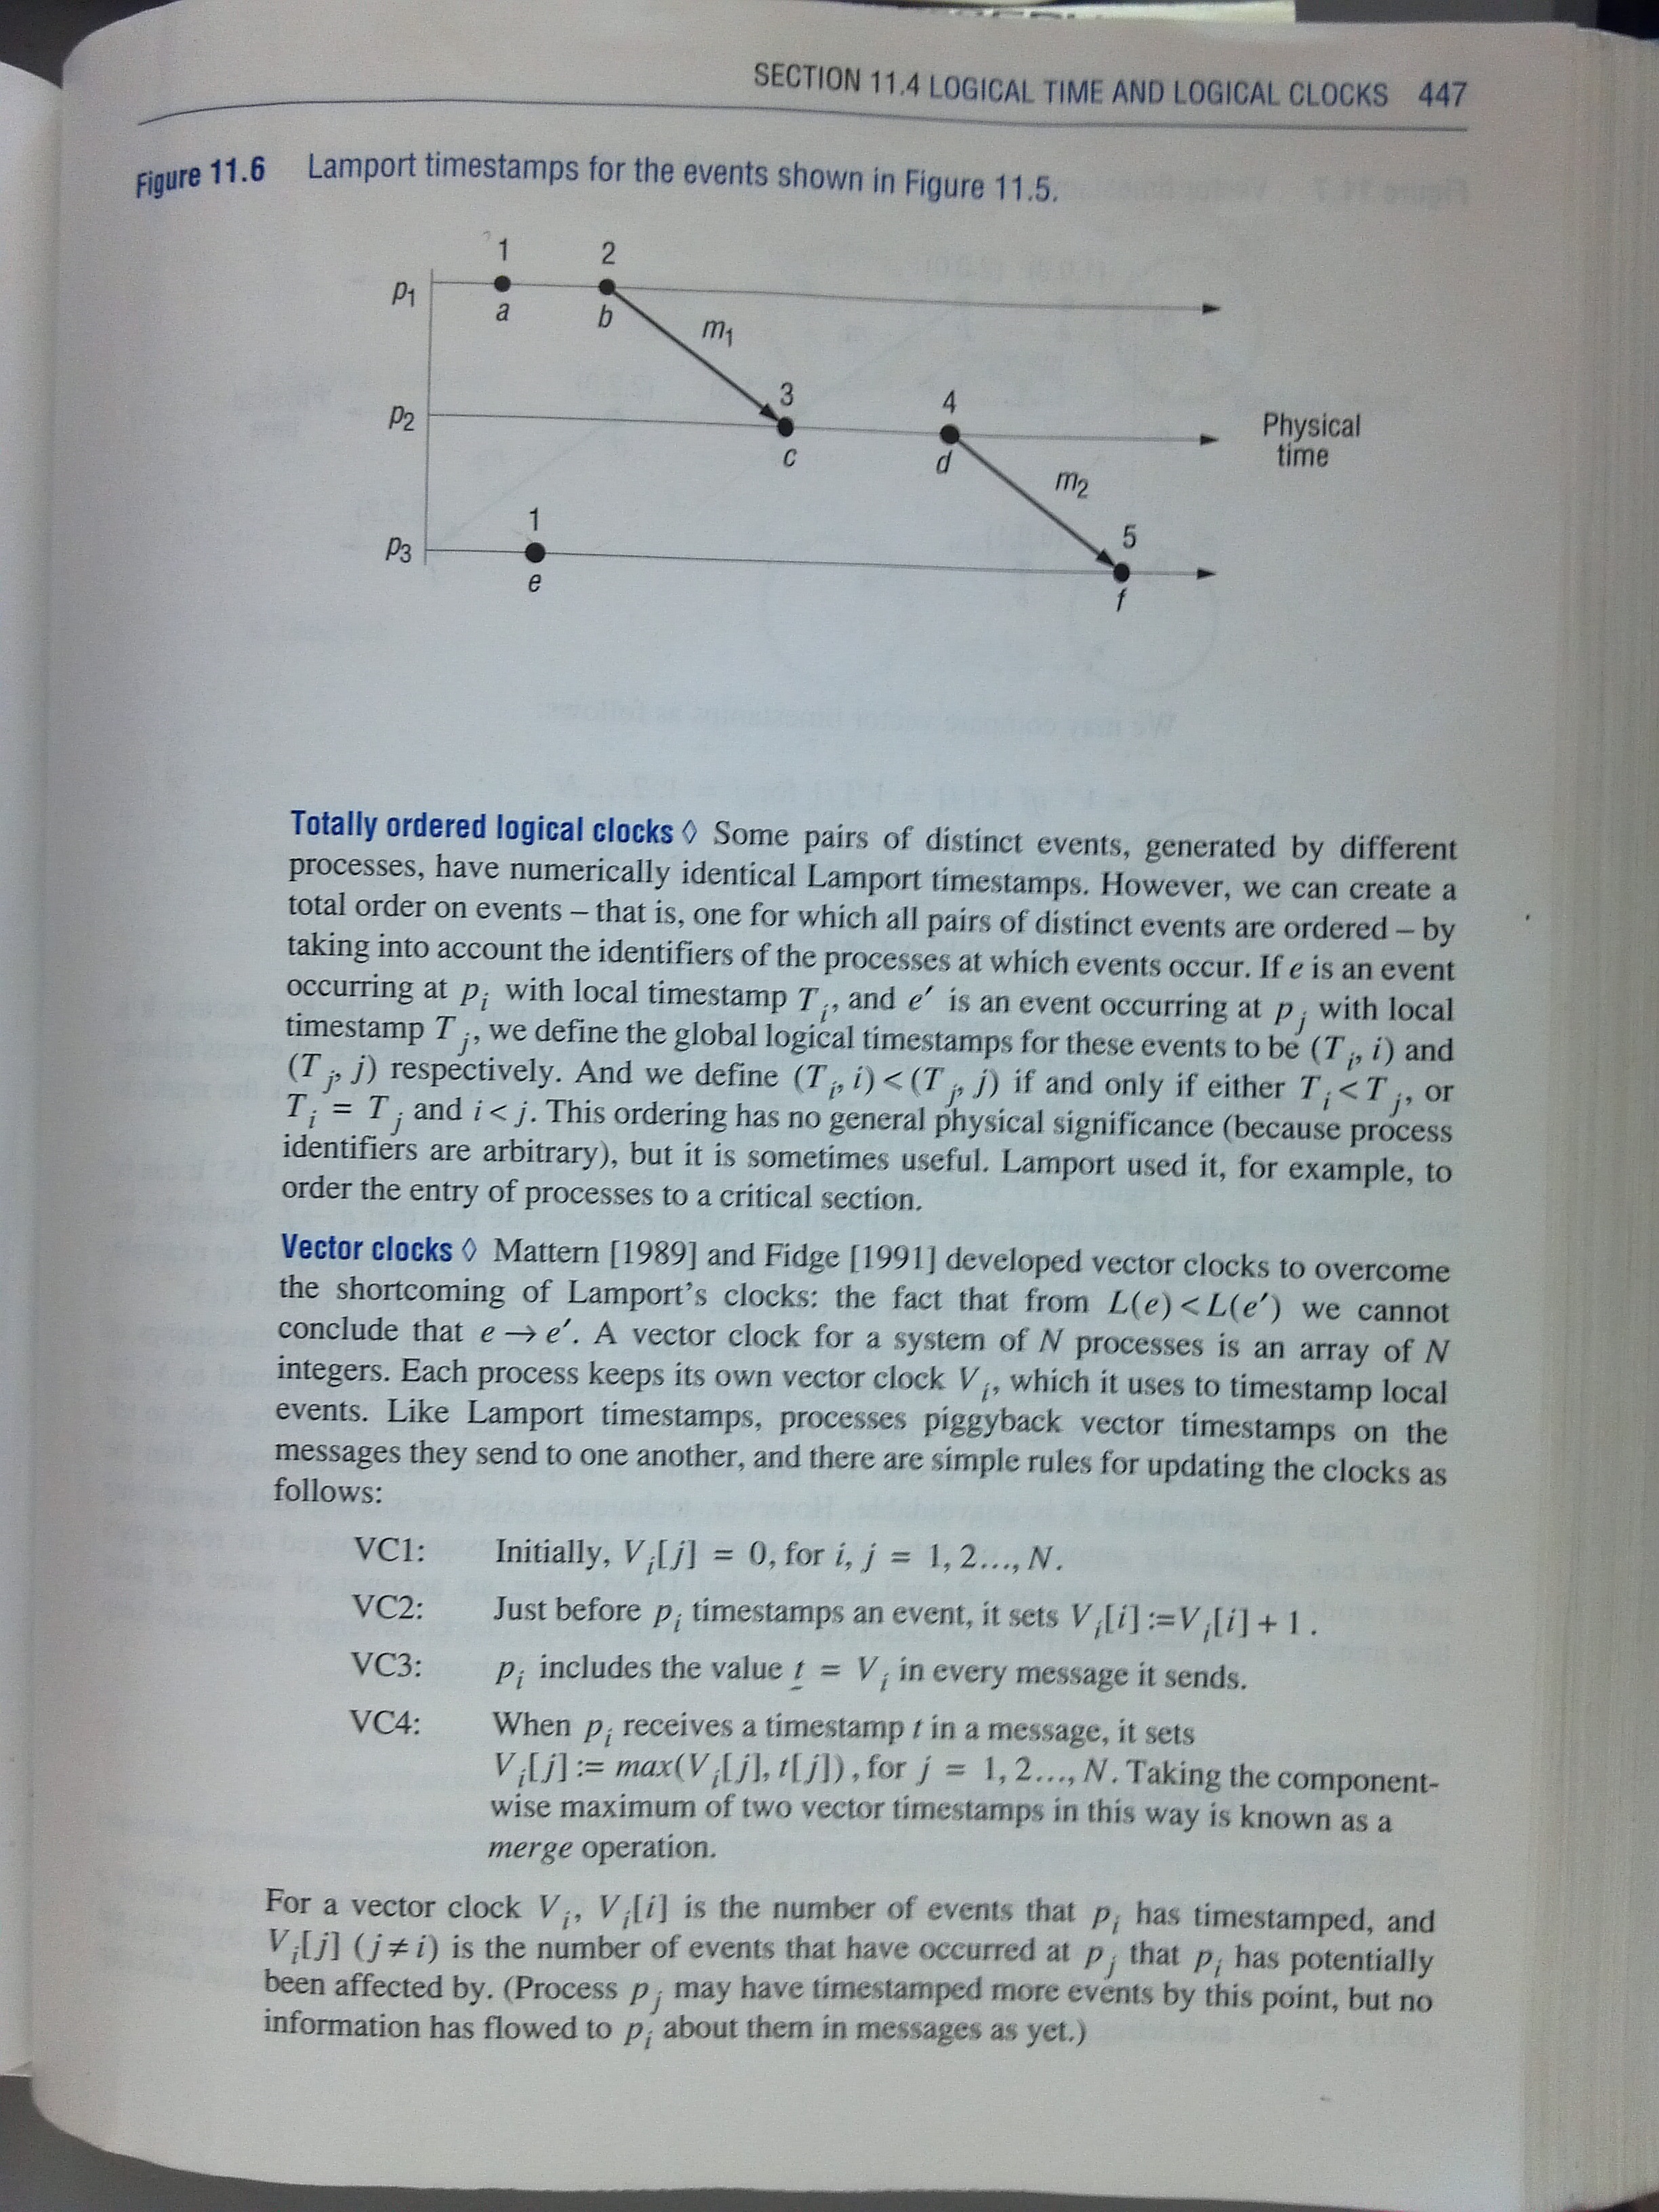 SECTION 11.4 LOGICAL TIME AND LOGICAL CLOCKS 447
Figure 11.6 Lamport timestamps for the events shown in Figure 11.5.
1 2
p1
a b
m1
3 4
p2
Physical
time
c d
m2
1 5
p3
e f
Totally ordered logical clocks ◊ Some pairs of distinct events, generated by different
processes, have numerically identical Lamport timestamps. However, we can create a
total order on events – that is, one for which all pairs of distinct events are ordered – by
taking into account the identifiers of the processes at which events occur. If e is an event
occurring at p_i with local timestamp T_i, and e′ is an event occurring at p_j with local
timestamp T_j, we define the global logical timestamps for these events to be (T_i, i) and
(T_j, j) respectively. And we define (T_i, i) < (T_j, j) if and only if either T_i < T_j, or
T_i = T_j and i < j. This ordering has no general physical significance (because process
identifiers are arbitrary), but it is sometimes useful. Lamport used it, for example, to
order the entry of processes to a critical section.
Vector clocks ◊ Mattern [1989] and Fidge [1991] developed vector clocks to overcome
the shortcoming of Lamport's clocks: the fact that from L(e) < L(e′) we cannot
conclude that e → e′. A vector clock for a system of N processes is an array of N
integers. Each process keeps its own vector clock V_i, which it uses to timestamp local
events. Like Lamport timestamps, processes piggyback vector timestamps on the
messages they send to one another, and there are simple rules for updating the clocks as
follows:
VC1: Initially, V_i[j] = 0, for i, j = 1, 2..., N.
VC2: Just before p_i timestamps an event, it sets V_i[i] := V_i[i] + 1.
VC3: p_i includes the value t = V_i in every message it sends.
VC4: When p_i receives a timestamp t in a message, it sets
V_i[j] := max(V_i[j], t[j]), for j = 1, 2..., N. Taking the component-
wise maximum of two vector timestamps in this way is known as a
merge operation.
For a vector clock V_i, V_i[i] is the number of events that p_i has timestamped, and
V_i[j] (j ≠ i) is the number of events that have occurred at p_j that p_i has potentially
been affected by. (Process p_j may have timestamped more events by this point, but no
information has flowed to p_i about them in messages as yet.)